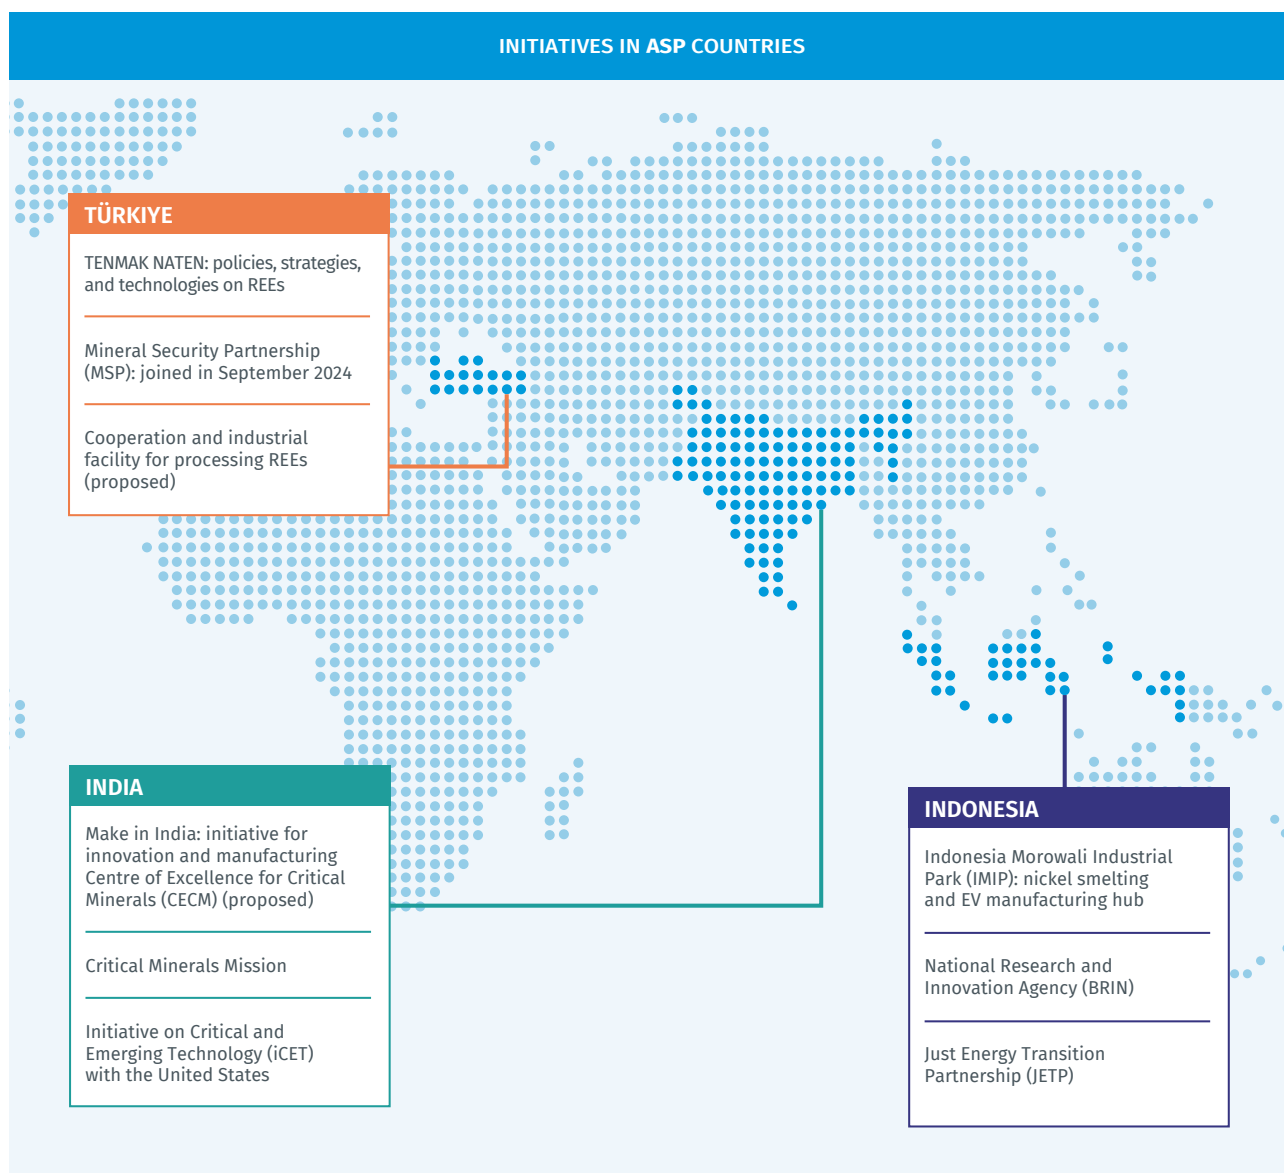 INITIATIVES IN ASP COUNTRIES
TÜRKIYE
TENMAK NATEN: policies, strategies,
and technologies on REEs
Mineral Security Partnership
(MSP): joined in September 2024
Cooperation and industrial
facility for processing REEs
(proposed)
INDIA
Make in India: initiative for
innovation and manufacturing
Centre of Excellence for Critical
Minerals (CECM) (proposed)
Critical Minerals Mission
Initiative on Critical and
Emerging Technology (iCET)
with the United States
INDONESIA
Indonesia Morowali Industrial
Park (IMIP): nickel smelting
and EV manufacturing hub
National Research and
Innovation Agency (BRIN)
Just Energy Transition
Partnership (JETP)